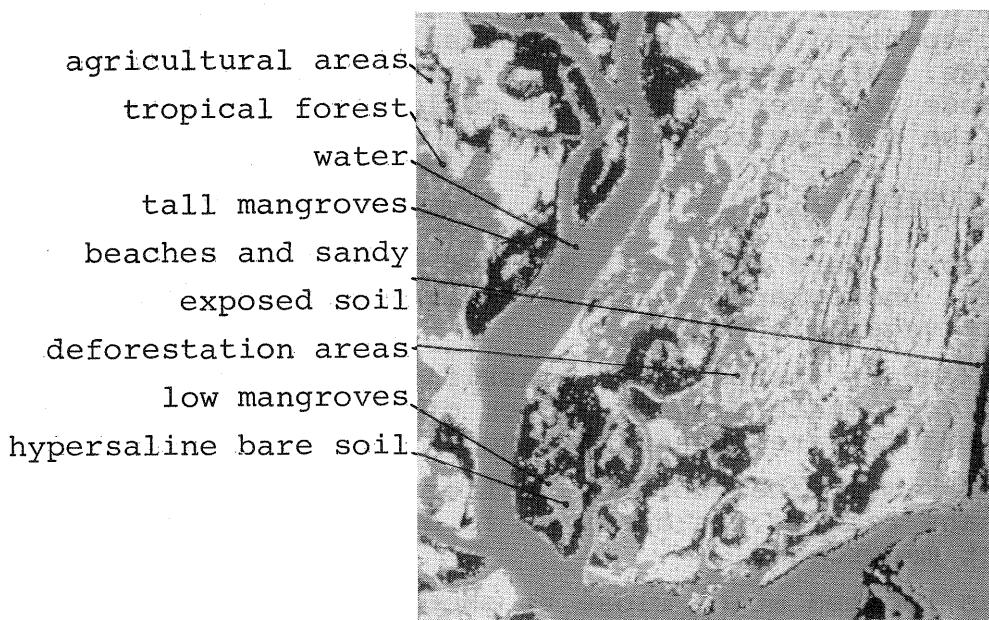 agricultural areas
tropical forest
water
tall mangroves
beaches and sandy
exposed soil
deforestation areas
low mangroves
hypersaline bare soil